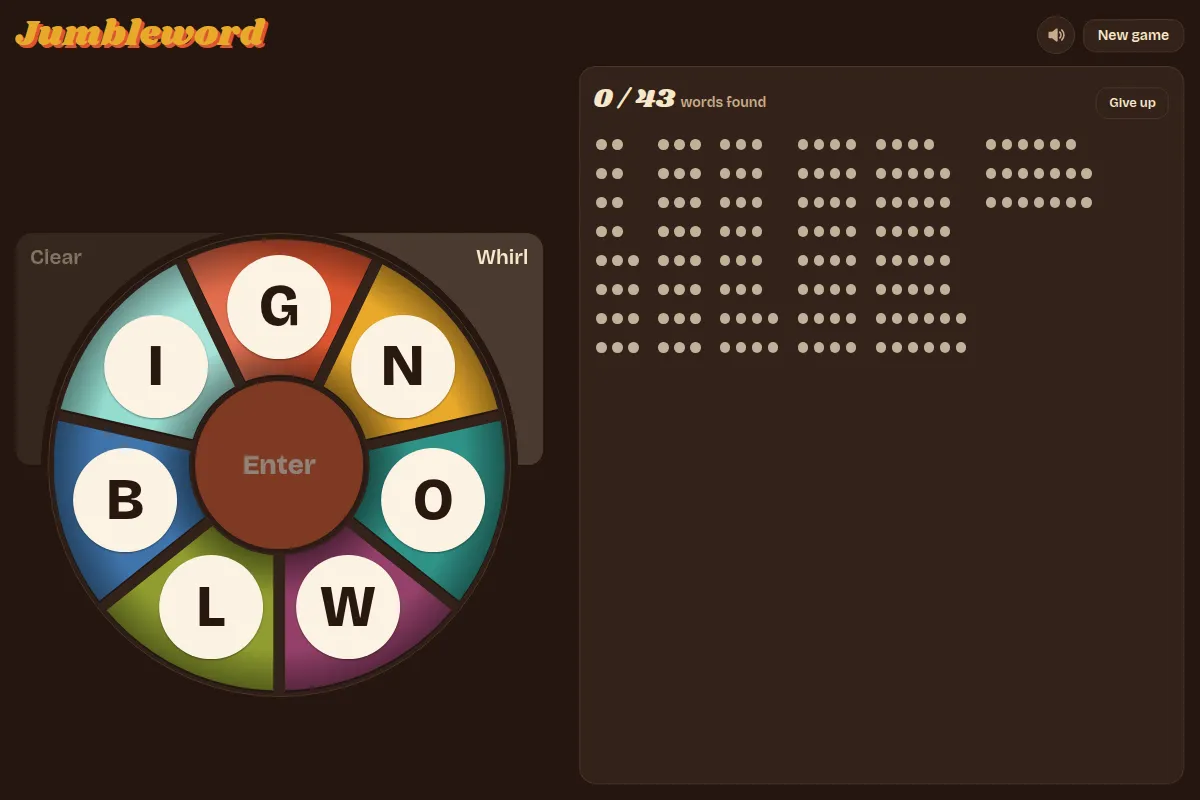 Jumbleword
New game
0/43 words found
Give up
Clear
Whirl
G
I
N
Enter
B
O
L
W